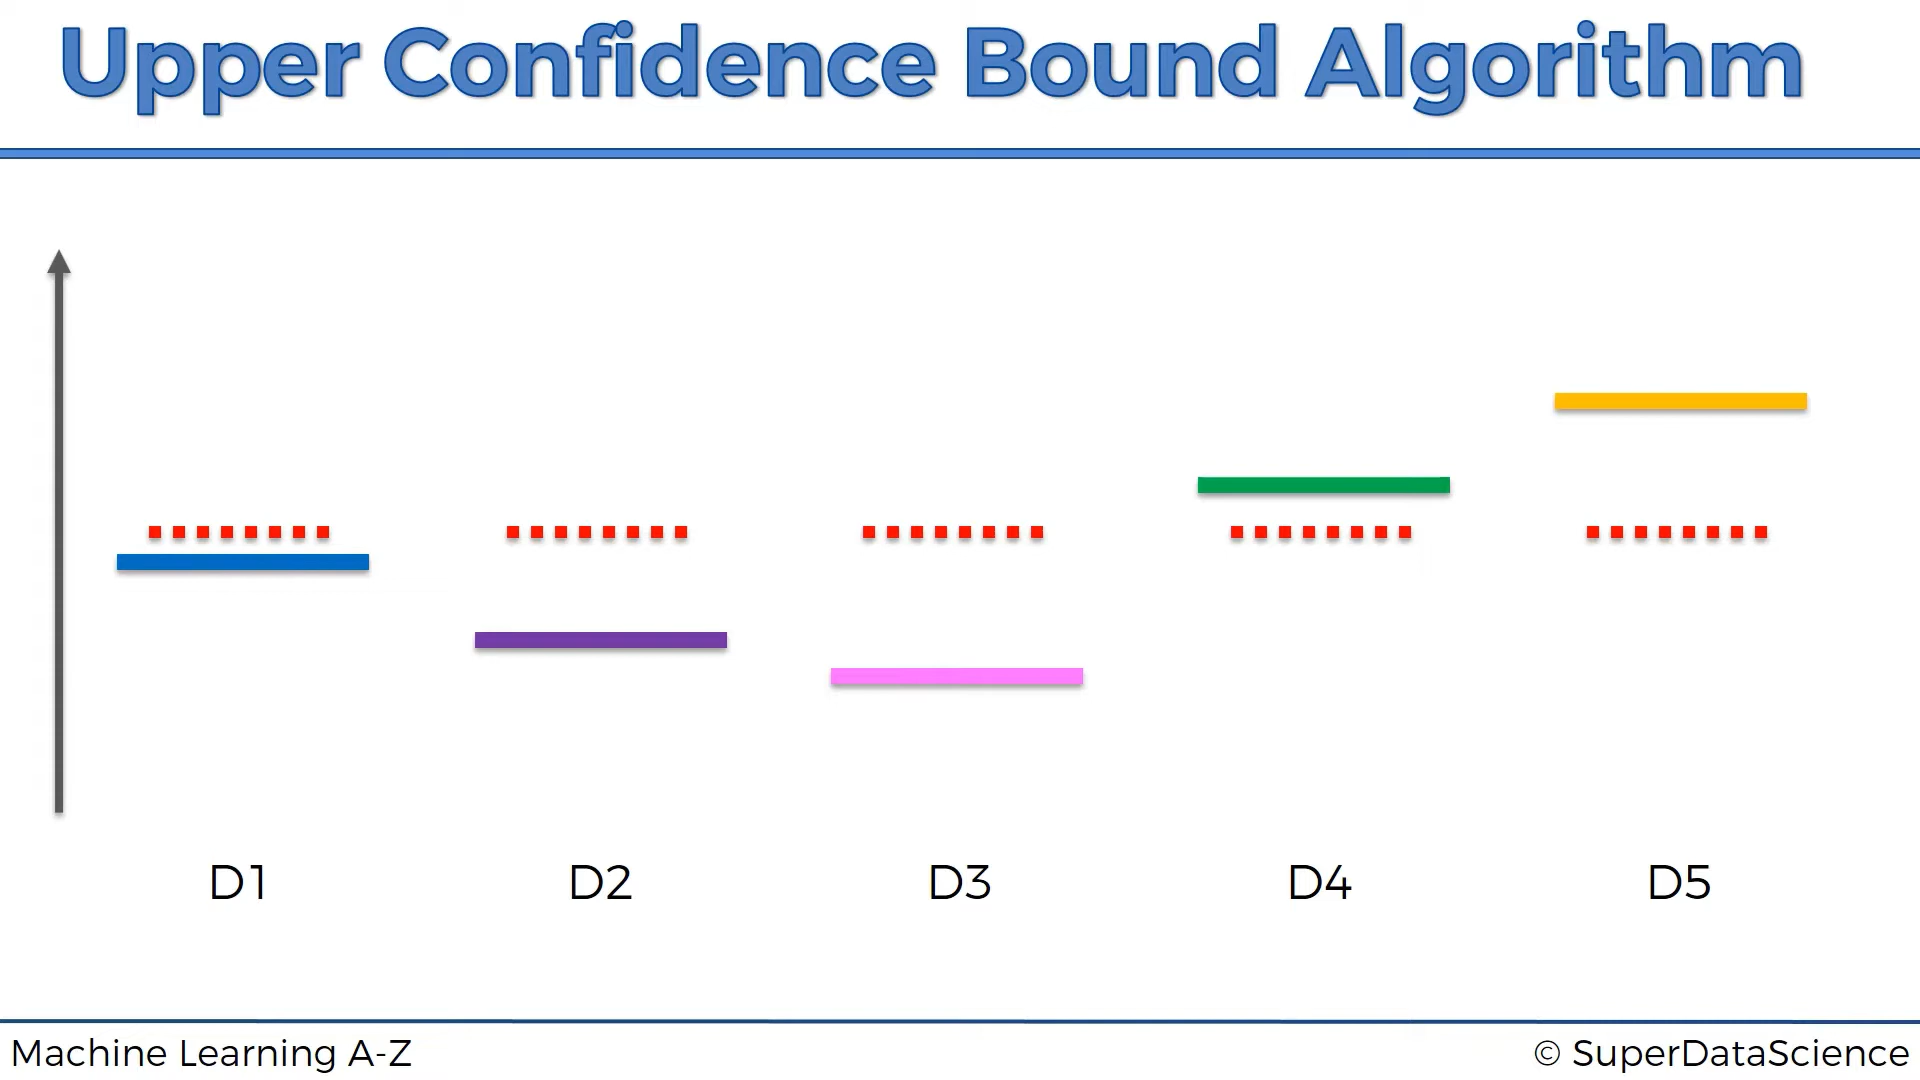 Upper Confidence Bound Algorithm
D1
D2
D3
D4
D5
Machine Learning A-Z
© SuperDataScience